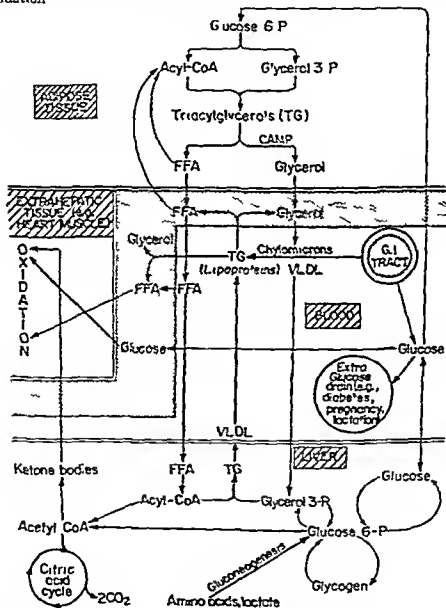 Glucose 6 P
Acyl-CoA
Glycerol 3 P
ADIPOSE
TISSUE
Triacylglycerols (TG)
CAMP
FFA
Glycerol
EXTRAHEPATIC
TISSUE (e.g.
HEART MUSCLE)
FFA
Glycerol
OXIDATION
Glycerol
Chylomicrons
TG
(Lipoproteins) VLDL
G.I.
TRACT
FFA
FFA
BLOOD
Glucose
Glucose
Extra
Glucose
drain (e.g.,
diabetes,
pregnancy,
lactation)
VLDL
LIVER
Ketone bodies
FFA
TG
Glucose
Acyl-CoA
Glycerol 3-P
Acetyl CoA
Glucose 6-P
Gluconeogenesis
Citric
acid
cycle
2CO₂
Amino acids, lactate
Glycogen